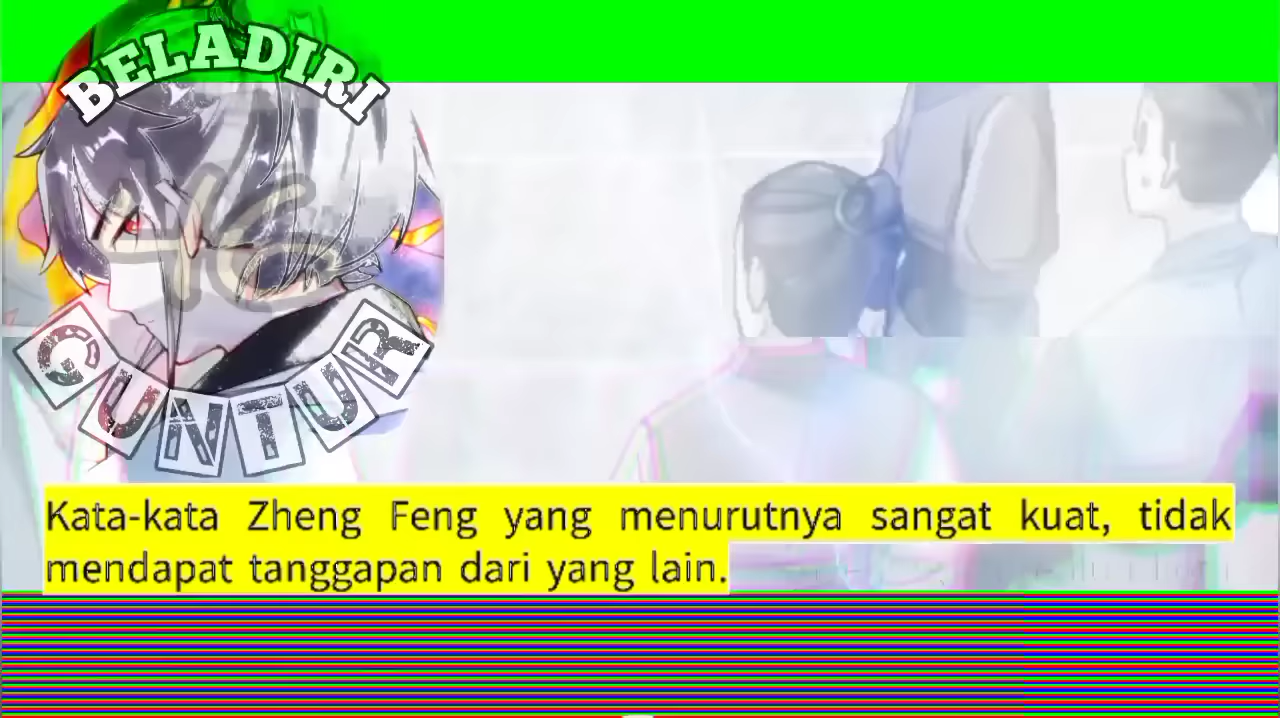 BELADIRI
GUNTUR
Kata-kata Zheng Feng yang menurutnya sangat kuat, tidak
mendapat tanggapan dari yang lain.